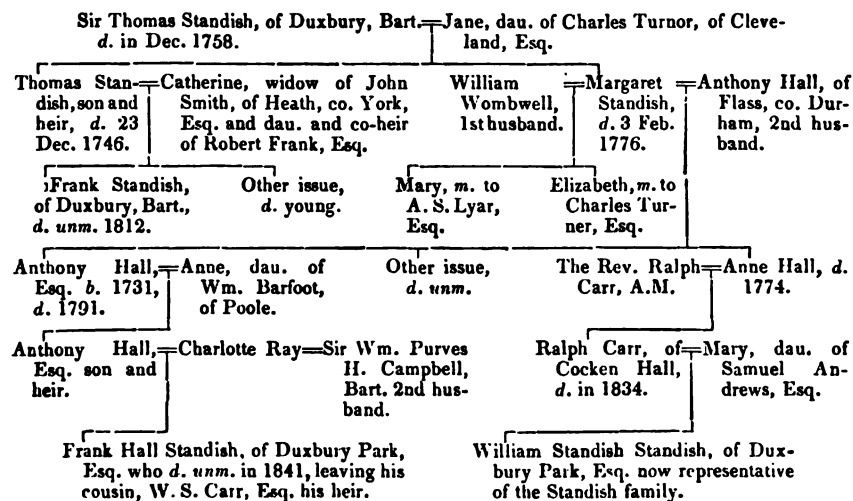 Sir Thomas Standish, of Duxbury, Bart.
d. in Dec. 1758.
Jane, dau. of Charles Turnor, of Cleve-
land, Esq.
Thomas Stan-
dish, son and
heir, d. 23
Dec. 1746.
Catherine, widow of John
Smith, of Heath, co. York,
Esq. and dau. and co-heir
of Robert Frank, Esq.
William
Wombwell,
1st husband.
Margaret
Standish,
d. 3 Feb.
1776.
Anthony Hall, of
Flass, co. Dur-
ham, 2nd hus-
band.
Frank Standish,
of Duxbury, Bart.,
d. unm. 1812.
Other issue,
d. young.
Mary, m. to
A. S. Lyar,
Esq.
Elizabeth, m. to
Charles Tur-
ner, Esq.
Anthony Hall,
Esq. b. 1731,
d. 1791.
Anne, dau. of
Wm. Barfoot,
of Poole.
Other issue,
d. unm.
The Rev. Ralph
Carr, A.M.
Anne Hall, d.
1774.
Anthony Hall,
Esq. son and
heir.
Charlotte Ray
Sir Wm. Purves
H. Campbell,
Bart. 2nd hus-
band.
Ralph Carr, of
Cocken Hall,
d. in 1834.
Mary, dau. of
Samuel An-
drews, Esq.
Frank Hall Standish, of Duxbury Park,
Esq. who d. unm. in 1841, leaving his
cousin, W. S. Carr, Esq. his heir.
William Standish Standish, of Dux-
bury Park, Esq. now representative
of the Standish family.